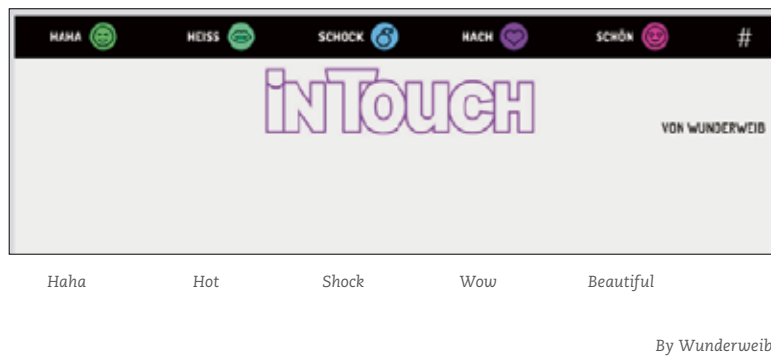 HAHA HEISS SCHOCK HACH SCHÖN #
INTOUCH
VON WUNDERWEIB
Haha Hot Shock Wow Beautiful
By Wunderweib